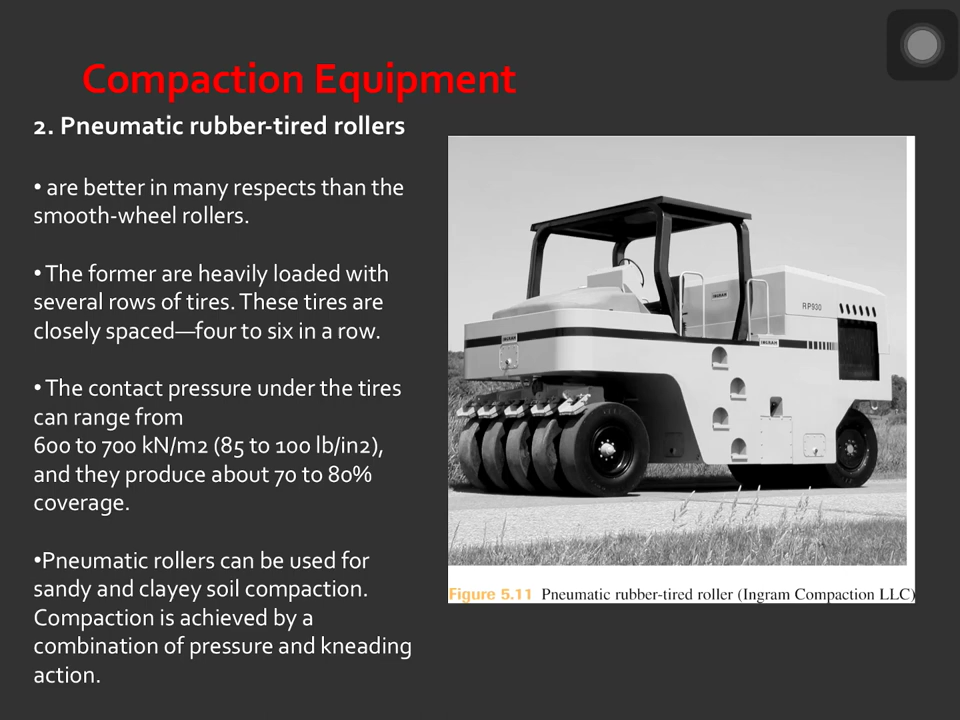 Compaction Equipment
2. Pneumatic rubber-tired rollers
• are better in many respects than the
smooth-wheel rollers.
• The former are heavily loaded with
several rows of tires. These tires are
closely spaced—four to six in a row.
• The contact pressure under the tires
can range from
600 to 700 kN/m2 (85 to 100 lb/in2),
and they produce about 70 to 80%
coverage.
•Pneumatic rollers can be used for
sandy and clayey soil compaction.
Compaction is achieved by a
combination of pressure and kneading
action.
INGRAM
RP930
INGRAM
INGRAM
Figure 5.11 Pneumatic rubber-tired roller (Ingram Compaction LLC)